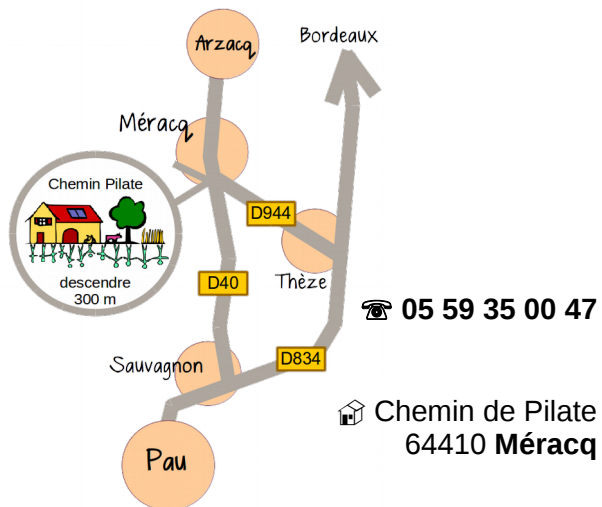 Arzacq
Bordeaux
Méracq
Chemin Pilate
D944
descendre
300 m
D40
Thèze
☎ 05 59 35 00 47
Sauvagnon
D834
Chemin de Pilate
64410 Méracq
Pau